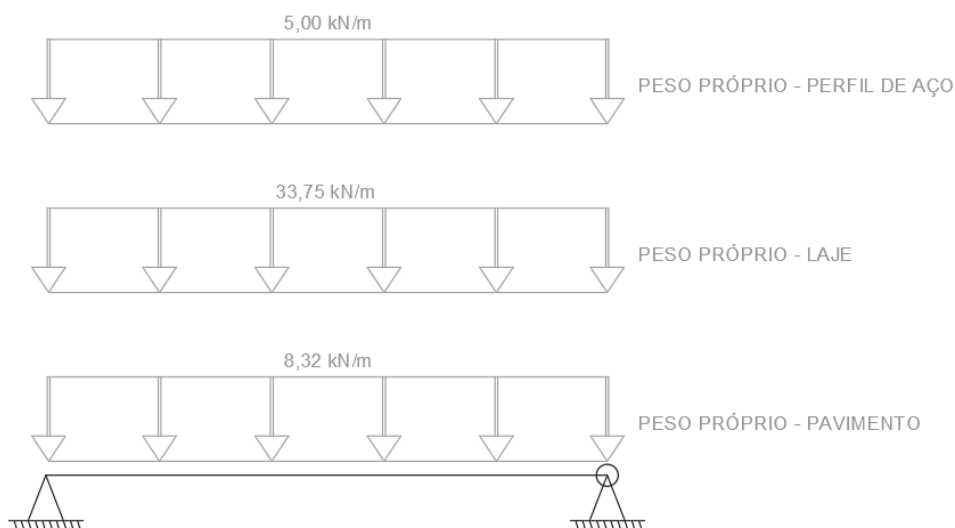 5,00 kN/m
PESO PRÓPRIO - PERFIL DE AÇO
33,75 kN/m
PESO PRÓPRIO - LAJE
8,32 kN/m
PESO PRÓPRIO - PAVIMENTO